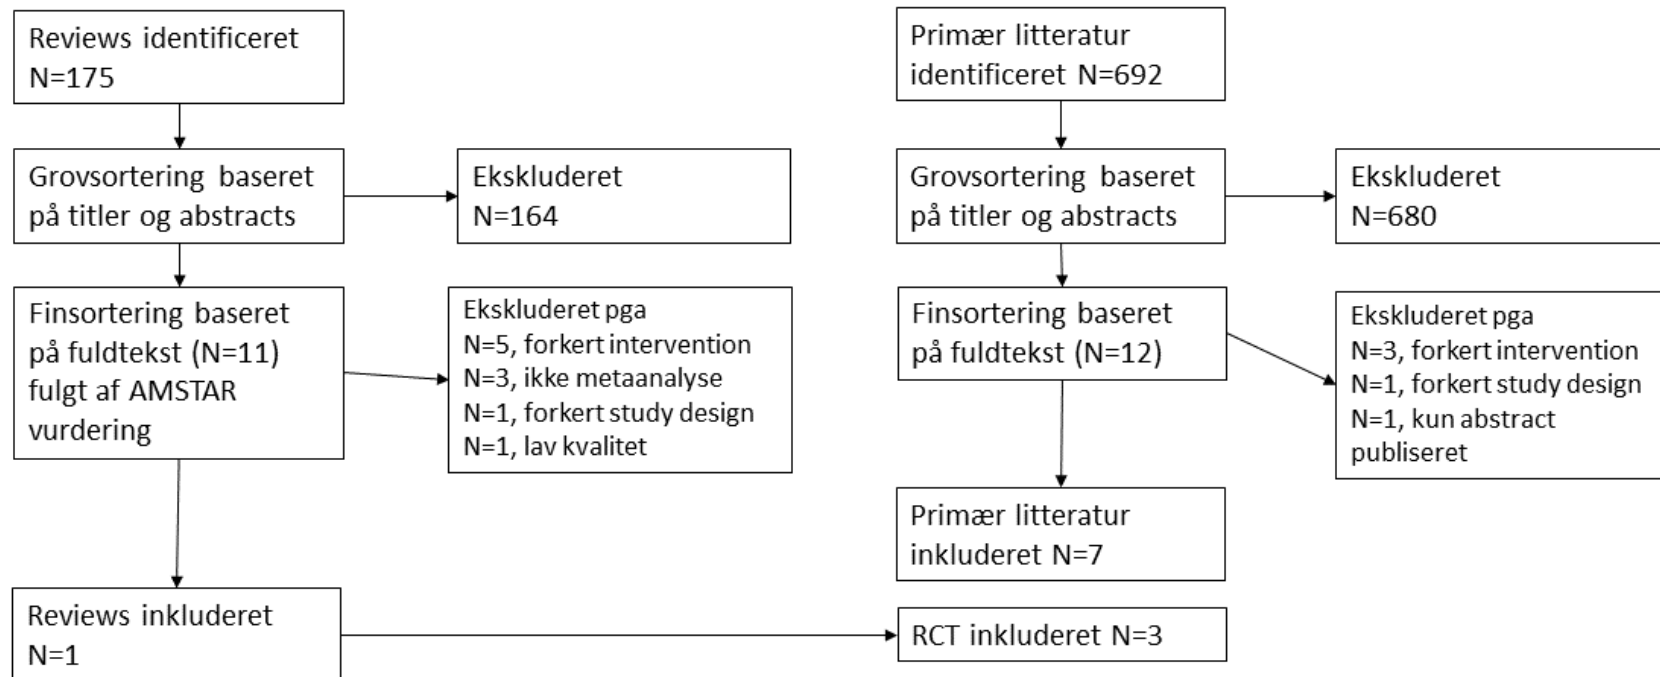 Reviews identificeret
N=175
Grovsortering baseret
på titler og abstracts
Ekskluderet
N=164
Finsortering baseret
på fuldtekst (N=11)
fulgt af AMSTAR
vurdering
Ekskluderet pga
N=5, forkert intervention
N=3, ikke metaanalyse
N=1, forkert study design
N=1, lav kvalitet
Reviews inkluderet
N=1
Primær litteratur
identificeret N=692
Grovsortering baseret
på titler og abstracts
Ekskluderet
N=680
Finsortering baseret
på fuldtekst (N=12)
Ekskluderet pga
N=3, forkert intervention
N=1, forkert study design
N=1, kun abstract
publiseret
Primær litteratur
inkluderet N=7
RCT inkluderet N=3